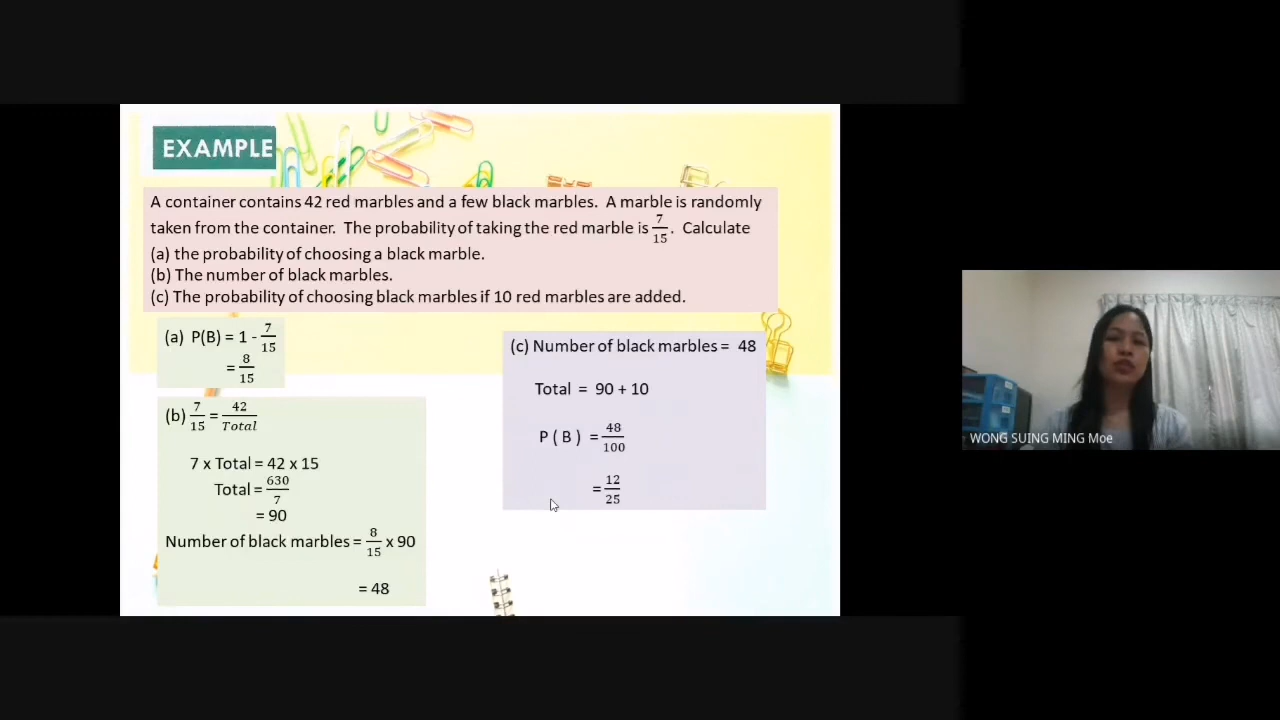 EXAMPLE
A container contains 42 red marbles and a few black marbles. A marble is randomly
taken from the container. The probability of taking the red marble is 7/15. Calculate
(a) the probability of choosing a black marble.
(b) The number of black marbles.
(c) The probability of choosing black marbles if 10 red marbles are added.
(a) P(B) = 1 - 7/15
= 8/15
(b) 7/15 = 42/Total
7 x Total = 42 x 15
Total = 630/7
= 90
Number of black marbles = 8/15 x 90
= 48
(c) Number of black marbles = 48
Total = 90 + 10
P ( B ) = 48/100
= 12/25
WONG SUING MING Moe